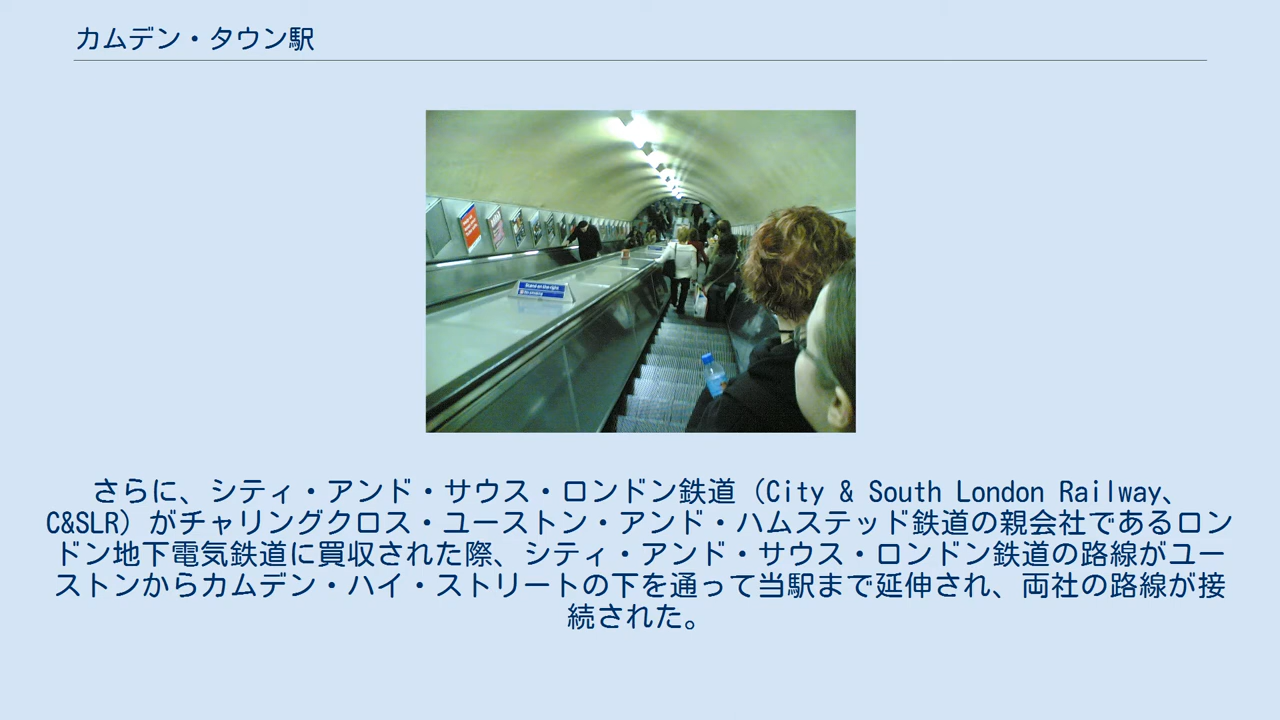 カムデン・タウン駅
Stand on the right
さらに、シティ・アンド・サウス・ロンドン鉄道（City & South London Railway、
C&SLR）がチャリングクロス・ユーストン・アンド・ハムステッド鉄道の親会社であるロン
ドン地下電気鉄道に買収された際、シティ・アンド・サウス・ロンドン鉄道の路線がユー
ストンからカムデン・ハイ・ストリートの下を通って当駅まで延伸され、両社の路線が接
続された。